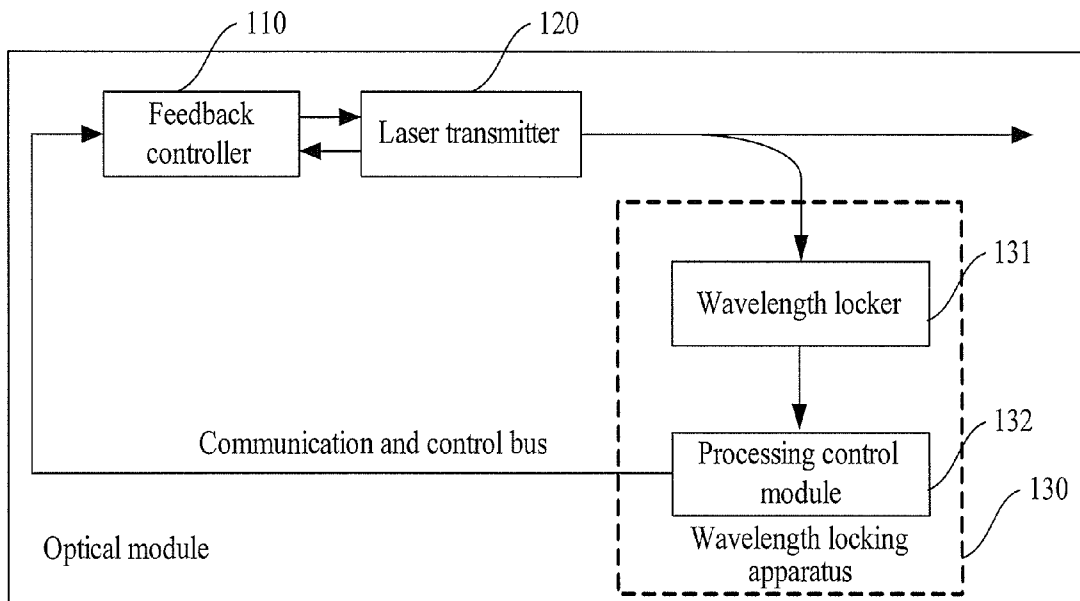 110
120
Feedback
controller
Laser transmitter
131
Wavelength locker
132
Communication and control bus
Processing control
module
130
Wavelength locking
apparatus
Optical module